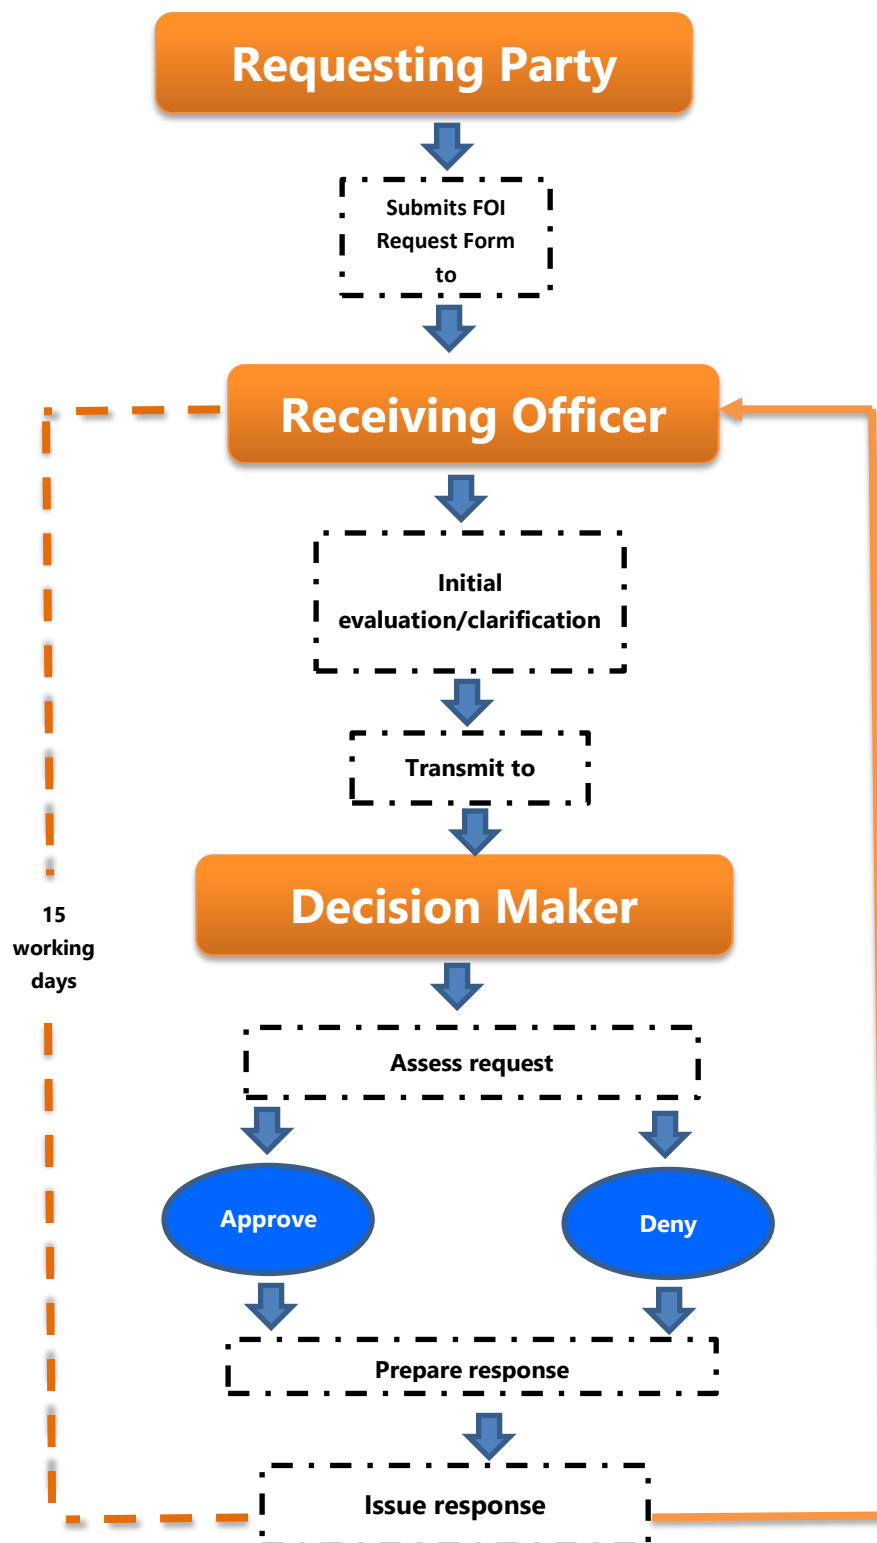 Requesting Party
Submits FOI
Request Form
to
Receiving Officer
Initial
evaluation/clarification
Transmit to
Decision Maker
15
working
days
Assess request
Approve
Deny
Prepare response
Issue response